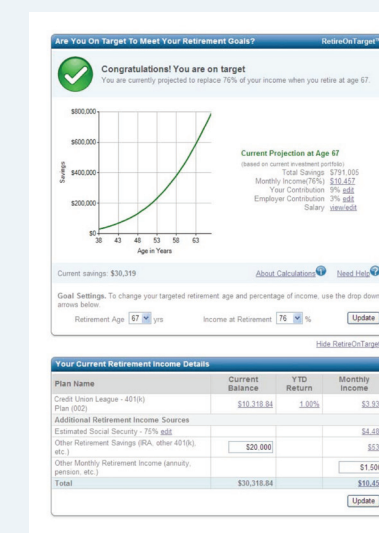 Are You On Target To Meet Your Retirement Goals? RetireOnTarget
Congratulations! You are on target
You are currently projected to replace 76% of your income when you retire at age 67.
$800,000
$600,000
$400,000
$200,000
$0
Savings
38 43 48 53 58 63
Age in Years
Current Projection at Age 67
(based on current investment portfolio)
Total Savings $791,005
Monthly Income(76%) $10,457
Your Contribution 9% edit
Employer Contribution 3% edit
Salary view/edit
Current savings: $30,319 About Calculations Need Help
Goal Settings. To change your targeted retirement age and percentage of income, use the drop down
arrows below.
Retirement Age 67 yrs Income at Retirement 76 % Update
Hide RetireOnTarget
Your Current Retirement Income Details
Plan Name Current Balance YTD Return Monthly Income
Credit Union League - 401(k)
Plan (002) $10,318.84 1.00% $3,93
Additional Retirement Income Sources
Estimated Social Security - 75% edit $4,48
Other Retirement Savings (IRA, other 401(k),
etc.) $20,000
Other Monthly Retirement Income (annuity,
pension, etc.) $1,500
Total $30,318.84 $10,45
Update